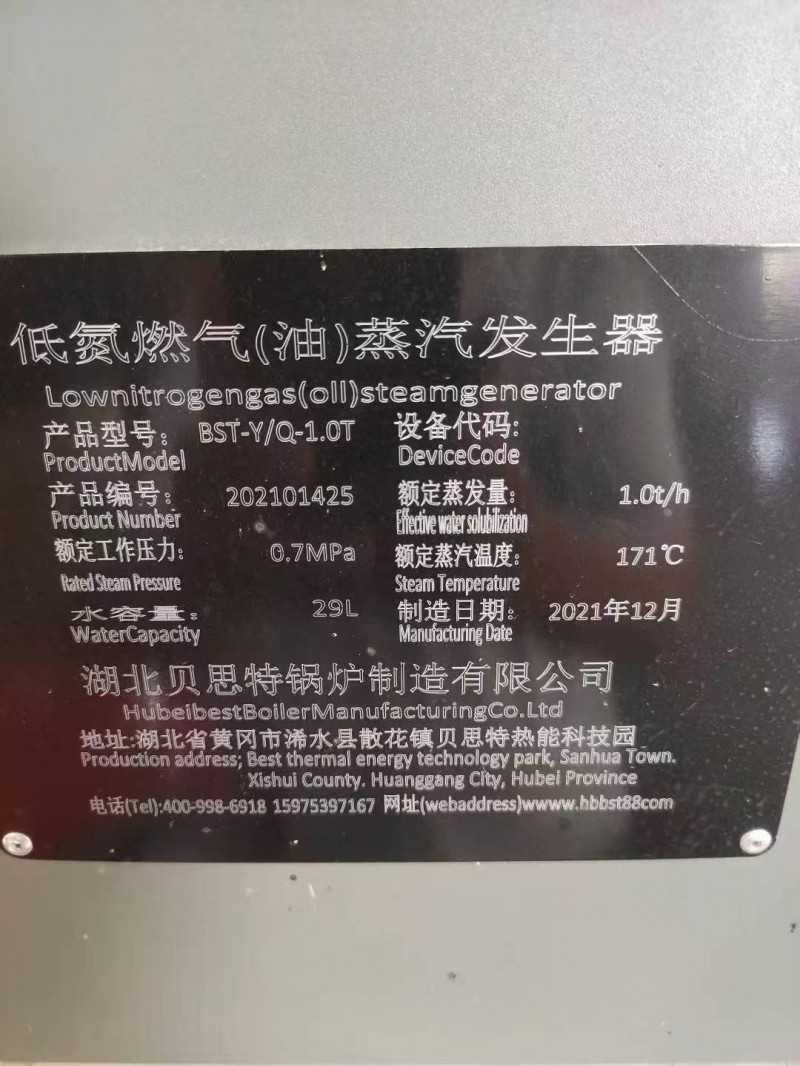 低氮燃气(油)蒸汽发生器
Lownitrogengas(oll)steamgenerator
产品型号: BST-Y/Q-1.0T 设备代码:
ProductModel DeviceCode
产品编号: 202101425 额定蒸发量: 1.0t/h
Product Number Effective water solubilization
额定工作压力: 0.7MPa 额定蒸汽温度: 171℃
Rated Steam Pressure Steam Temperature
水容量: 29L 制造日期: 2021年12月
WaterCapacity Manufacturing Date
湖北贝思特锅炉制造有限公司
HubeibestBoilerManufacturingCo.Ltd
地址:湖北省黄冈市浠水县散花镇贝思特热能科技园
Production address; Best thermal energy technology park, Sanhua Town.
Xishui County. Huanggang City, Hubei Province
电话(Tel):400-998-6918 15975397167 网址(webaddress)wwww.hbbst88com